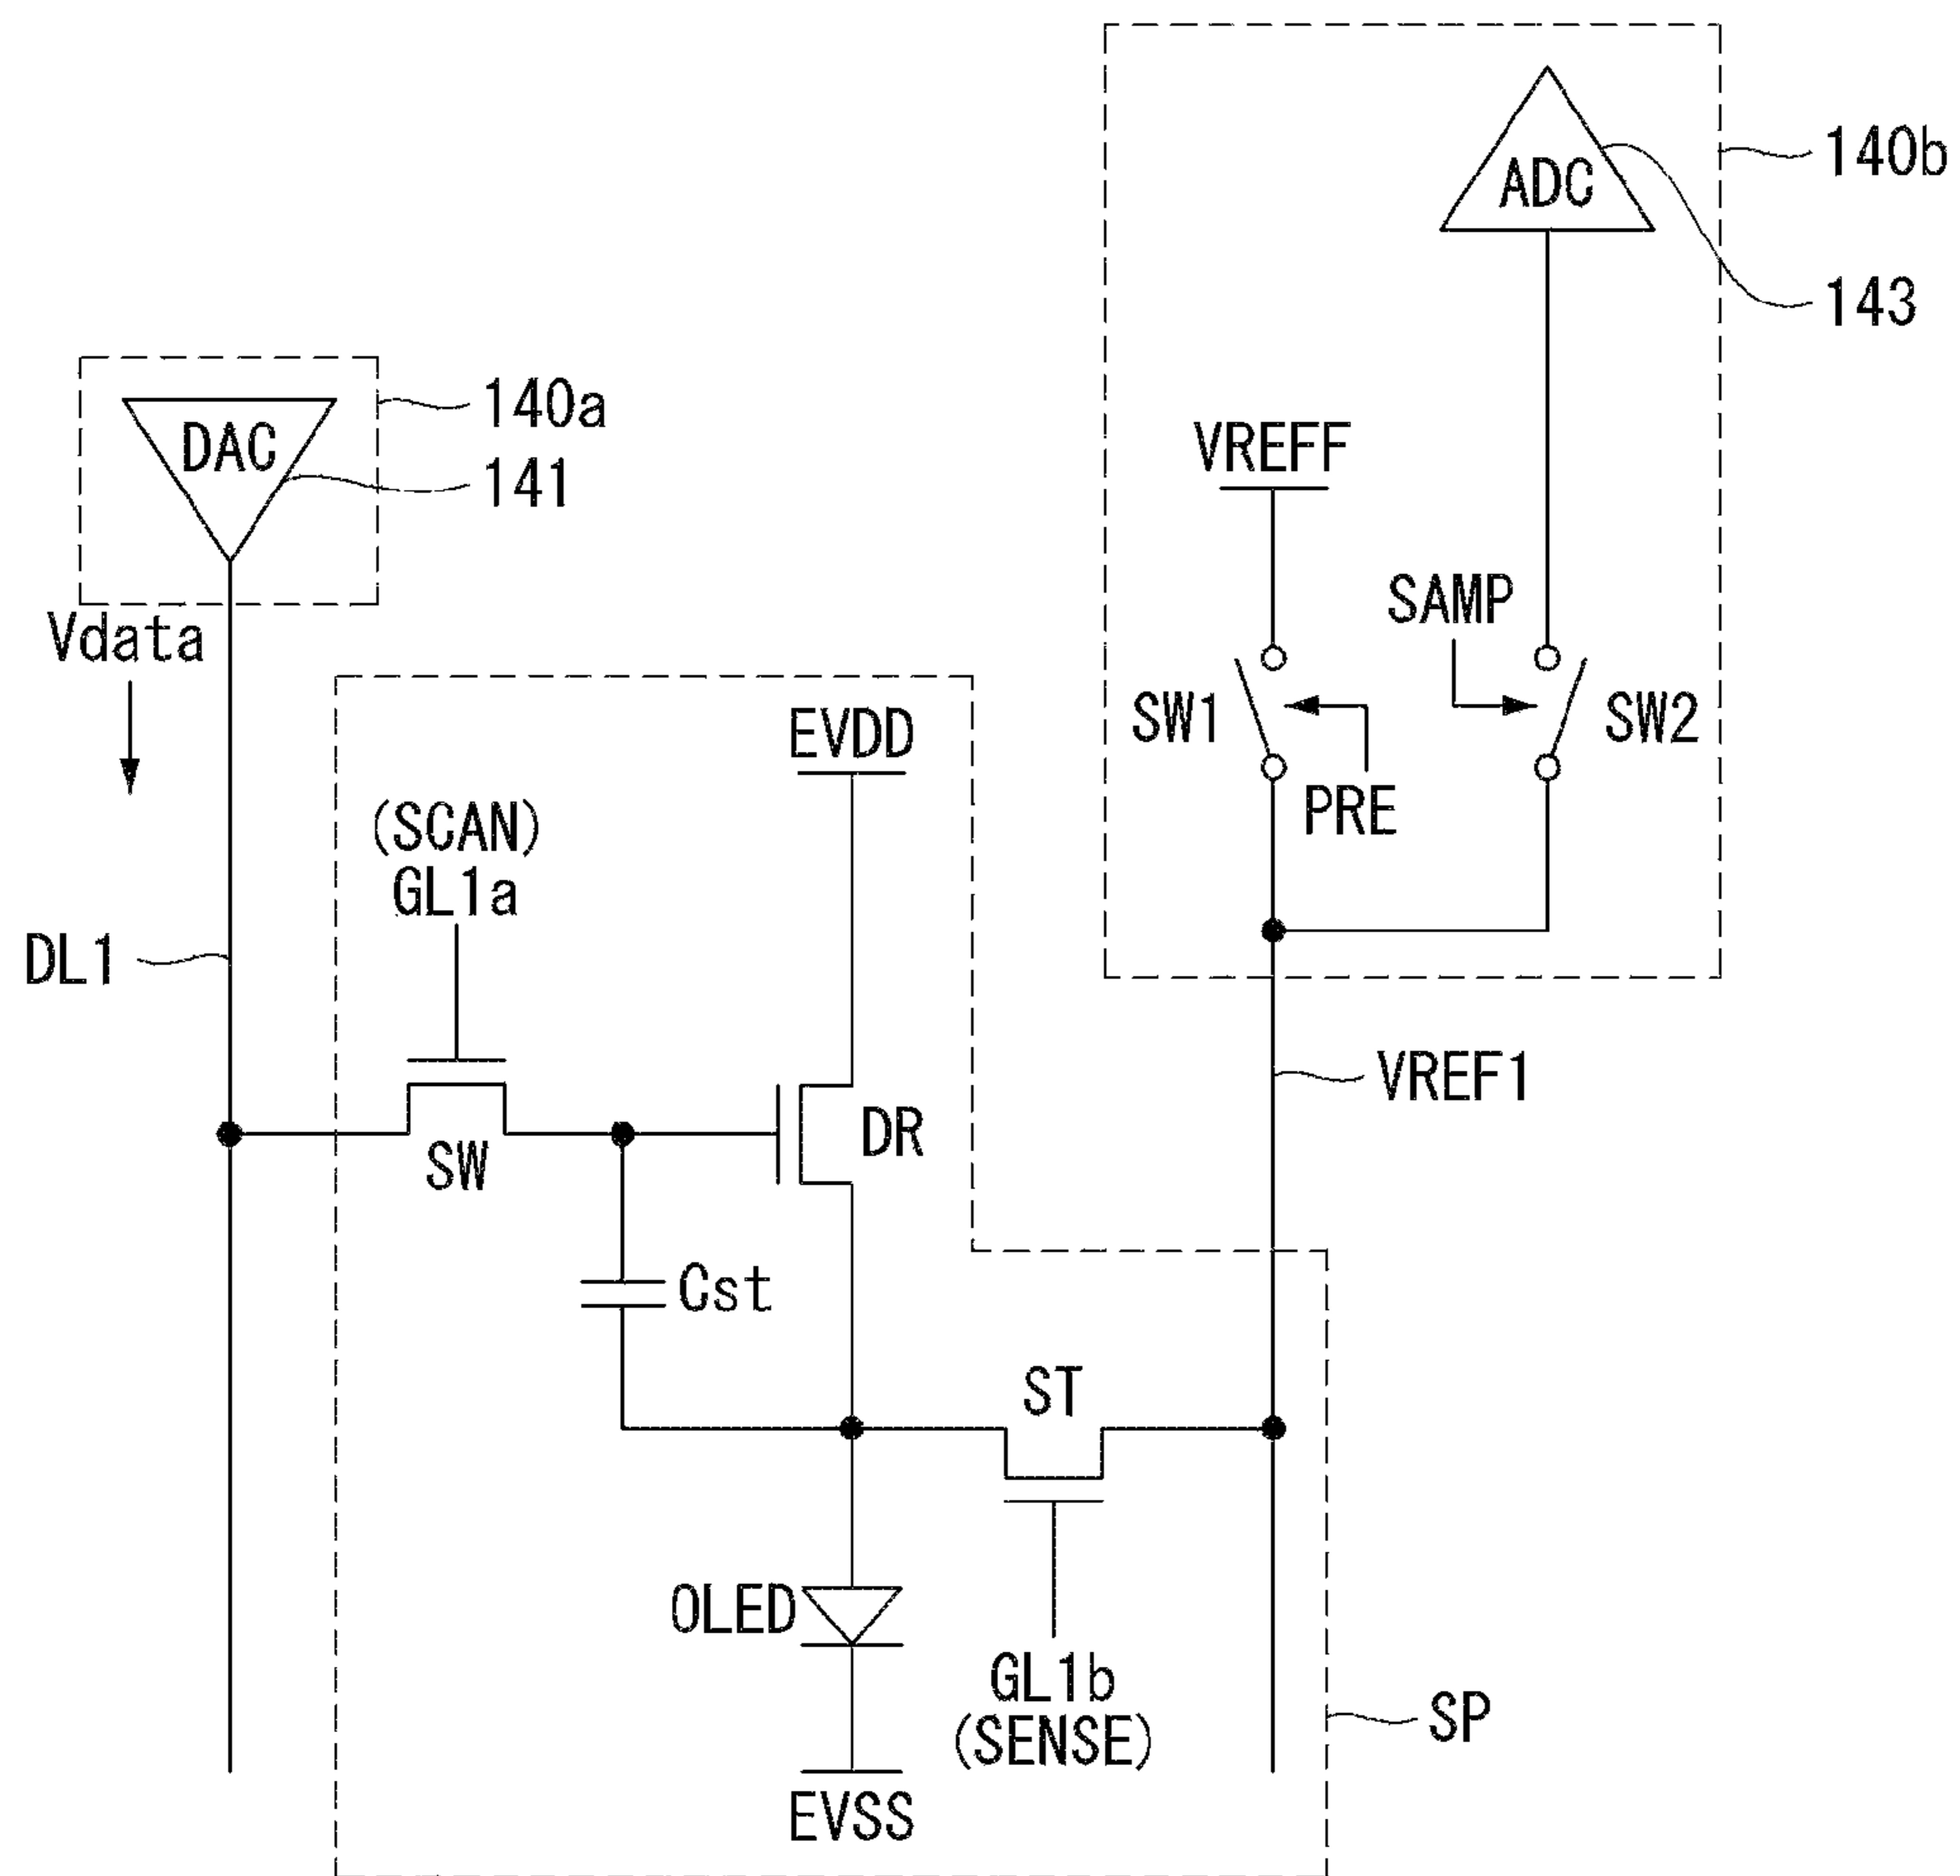 140b
ADC
143
140a
DAC
141
VREFF
SAMP
Vdata
SW1
SW2
EVDD
PRE
(SCAN)
GL1a
DL1
VREF1
DR
SW
Cst
ST
OLED
GL1b
(SENSE)
SP
EVSS